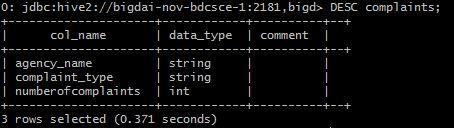 0: jdbc:hive2://bigdai-nov-bdcsce-1:2181,bigd> DESC complaints;
+---------------------+------------+----------+--+
|      col_name       | data_type  | comment  |
+---------------------+------------+----------+--+
| agency_name         | string     |          |
| complaint_type      | string     |          |
| numberofcomplaints  | int        |          |
+---------------------+------------+----------+--+
3 rows selected (0.371 seconds)